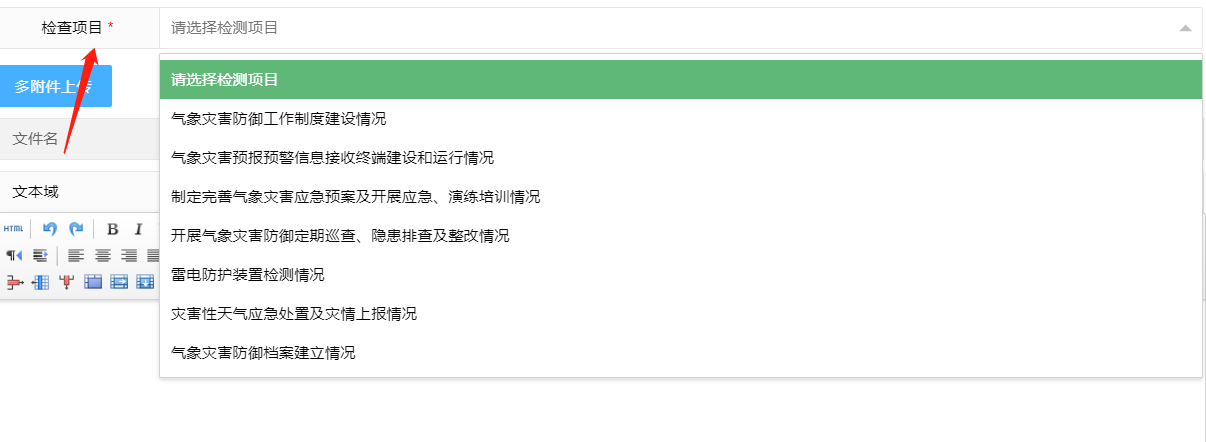 检查项目 * 请选择检测项目
请选择检测项目
多附件上传
气象灾害防御工作制度建设情况
文件名
气象灾害预报预警信息接收终端建设和运行情况
文本域
制定完善气象灾害应急预案及开展应急、演练培训情况
HTML B I
开展气象灾害防御定期巡查、隐患排查及整改情况
雷电防护装置检测情况
灾害性天气应急处置及灾情上报情况
气象灾害防御档案建立情况